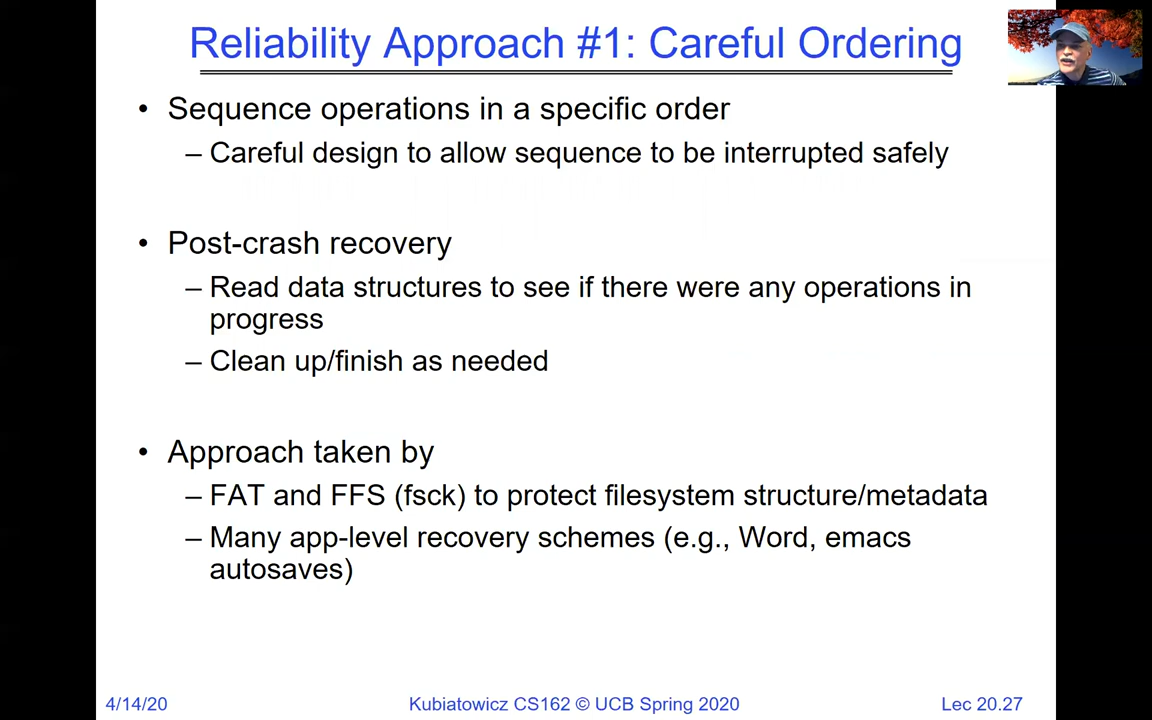 Reliability Approach #1: Careful Ordering
• Sequence operations in a specific order
– Careful design to allow sequence to be interrupted safely
• Post-crash recovery
– Read data structures to see if there were any operations in
progress
– Clean up/finish as needed
• Approach taken by
– FAT and FFS (fsck) to protect filesystem structure/metadata
– Many app-level recovery schemes (e.g., Word, emacs
autosaves)
4/14/20
Kubiatowicz CS162 © UCB Spring 2020
Lec 20.27